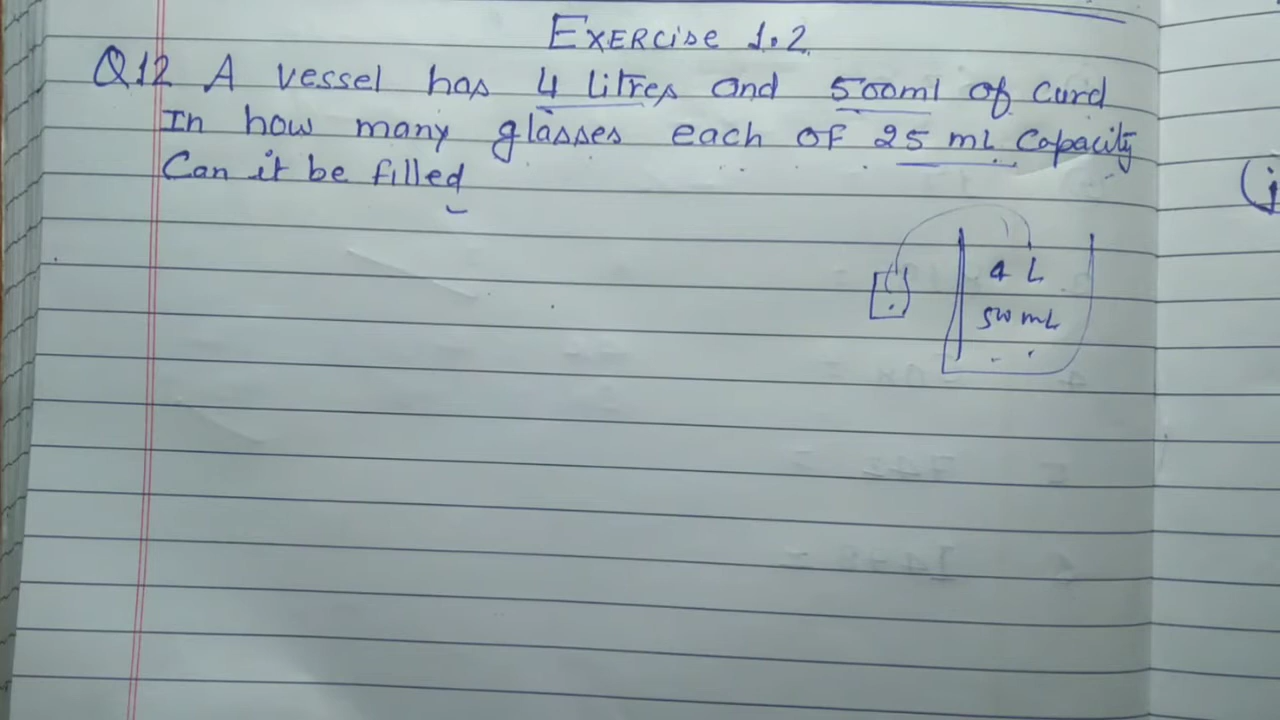 EXERCise 1.2
Q12 A vessel has 4 litres and 500ml of curd
In how many glasses each of 25 mL capacity
Can it be filled
4 L
500 mL